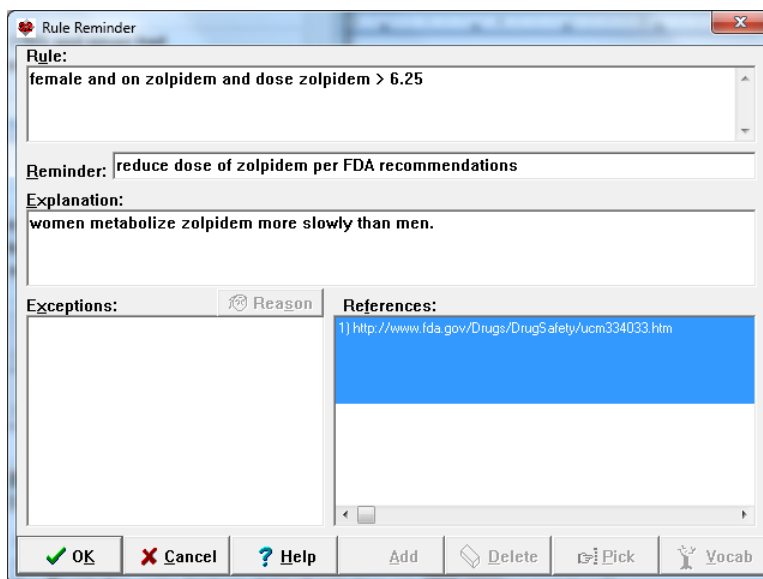 Rule Reminder
Rule:
female and on zolpidem and dose zolpidem > 6.25
Reminder: reduce dose of zolpidem per FDA recommendations
Explanation:
women metabolize zolpidem more slowly than men.
Exceptions: Reason References:
1) http://www.fda.gov/Drugs/DrugSafety/ucm334033.htm
OK Cancel ? Help Add Delete Pick Vocab